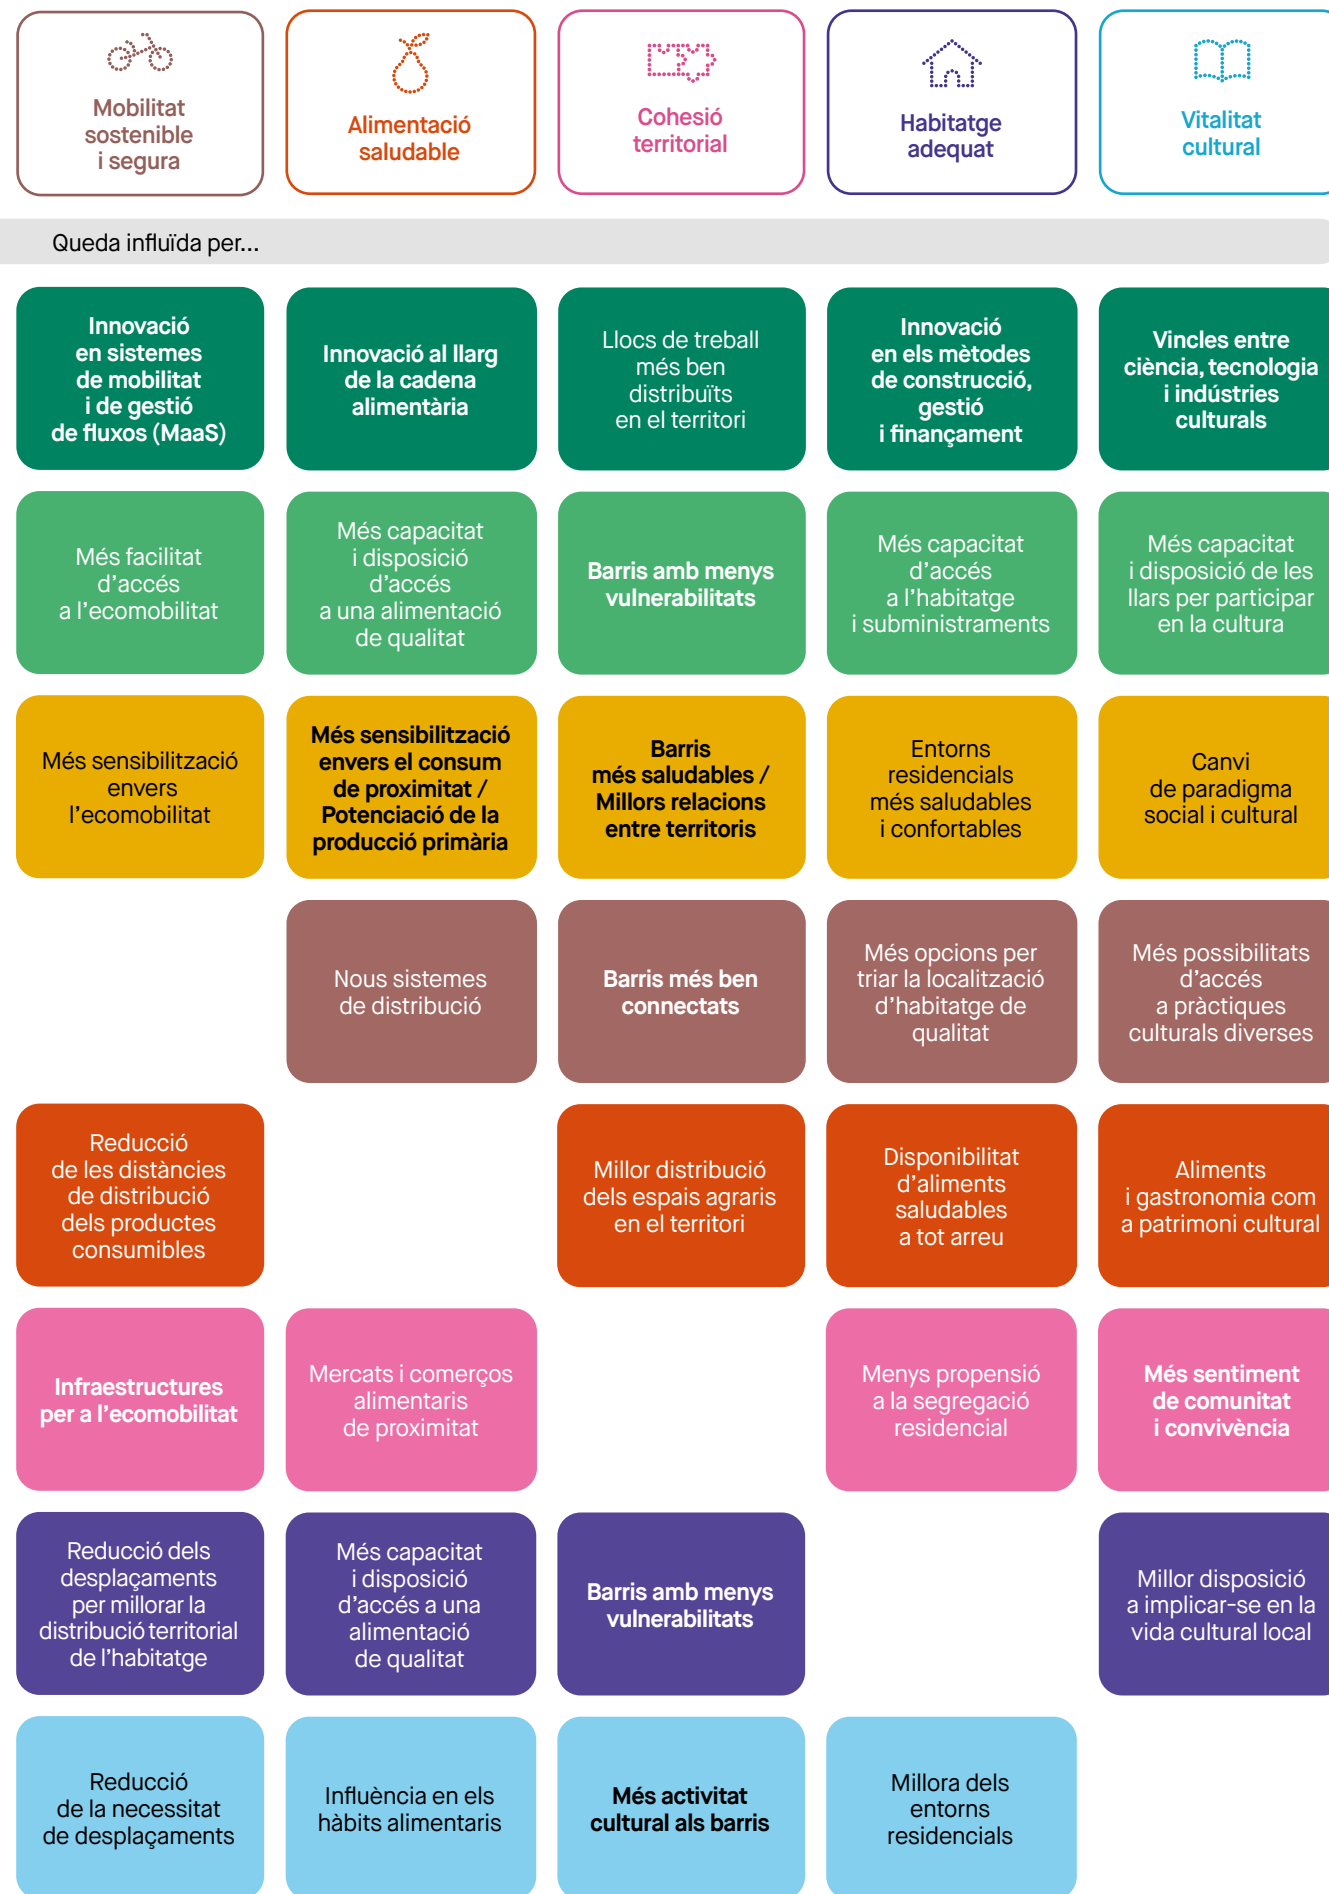 Mobilitat
sostenible
i segura
Alimentació
saludable
Cohesió
territorial
Habitatge
adequat
Vitalitat
cultural
Queda influïda per...
Innovació
en sistemes
de mobilitat
i de gestió
de fluxos (MaaS)
Innovació al llarg
de la cadena
alimentària
Llocs de treball
més ben
distribuïts
en el territori
Innovació
en els mètodes
de construcció,
gestió
i finançament
Vincles entre
ciència, tecnologia
i indústries
culturals
Més facilitat
d'accés
a l'ecomobilitat
Més capacitat
i disposició
d'accés
a una alimentació
de qualitat
Barris amb menys
vulnerabilitats
Més capacitat
d'accés
a l'habitatge
i subministraments
Més capacitat
i disposició de les
llars per participar
en la cultura
Més sensibilització
envers
l'ecomobilitat
Més sensibilització
envers el consum
de proximitat /
Potenciació de la
producció primària
Barris
més saludables /
Millors relacions
entre territoris
Entorns
residencials
més saludables
i confortables
Canvi
de paradigma
social i cultural
Nous sistemes
de distribució
Barris més ben
connectats
Més opcions per
triar la localització
d'habitatge de
qualitat
Més possibilitats
d'accés
a pràctiques
culturals diverses
Reducció
de les distàncies
de distribució
dels productes
consumibles
Millor distribució
dels espais agraris
en el territori
Disponibilitat
d'aliments
saludables
a tot arreu
Aliments
i gastronomia com
a patrimoni cultural
Infraestructures
per a l'ecomobilitat
Mercats i comerços
alimentaris
de proximitat
Menys propensió
a la segregació
residencial
Més sentiment
de comunitat
i convivència
Reducció dels
desplaçaments
per millorar la
distribució territorial
de l'habitatge
Més capacitat
i disposició
d'accés a una
alimentació
de qualitat
Barris amb menys
vulnerabilitats
Millor disposició
a implicar-se en la
vida cultural local
Reducció
de la necessitat
de desplaçaments
Influència en els
hàbits alimentaris
Més activitat
cultural als barris
Millora dels
entorns
residencials